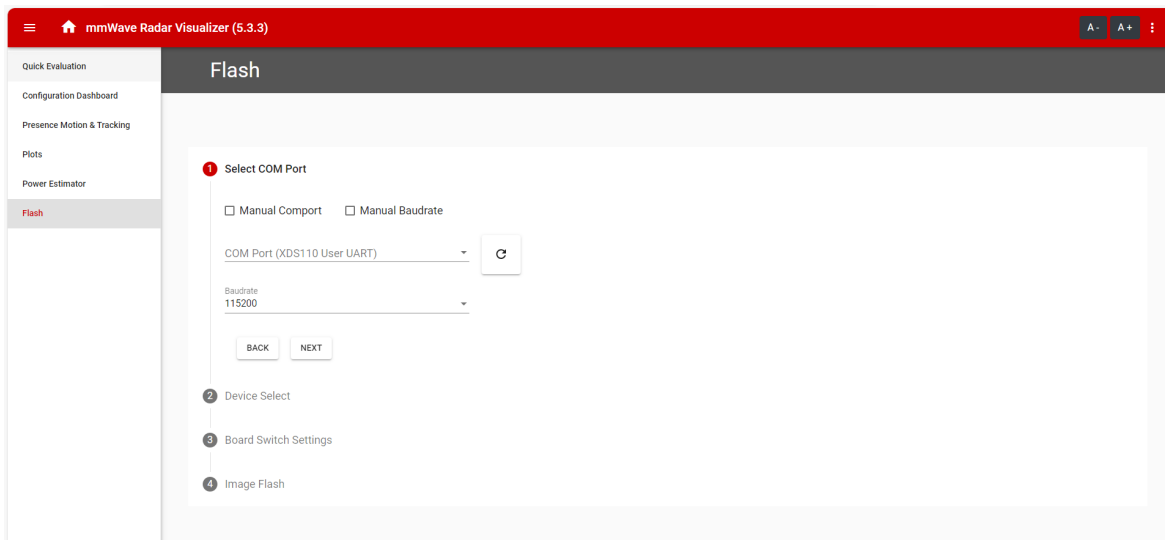 mmWave Radar Visualizer (5.3.3)
A -
A +
Quick Evaluation
Configuration Dashboard
Presence Motion & Tracking
Plots
Power Estimator
Flash
Flash
1 Select COM Port
Manual Comport
Manual Baudrate
COM Port (XDS110 User UART)
Baudrate
115200
BACK
NEXT
2 Device Select
3 Board Switch Settings
4 Image Flash